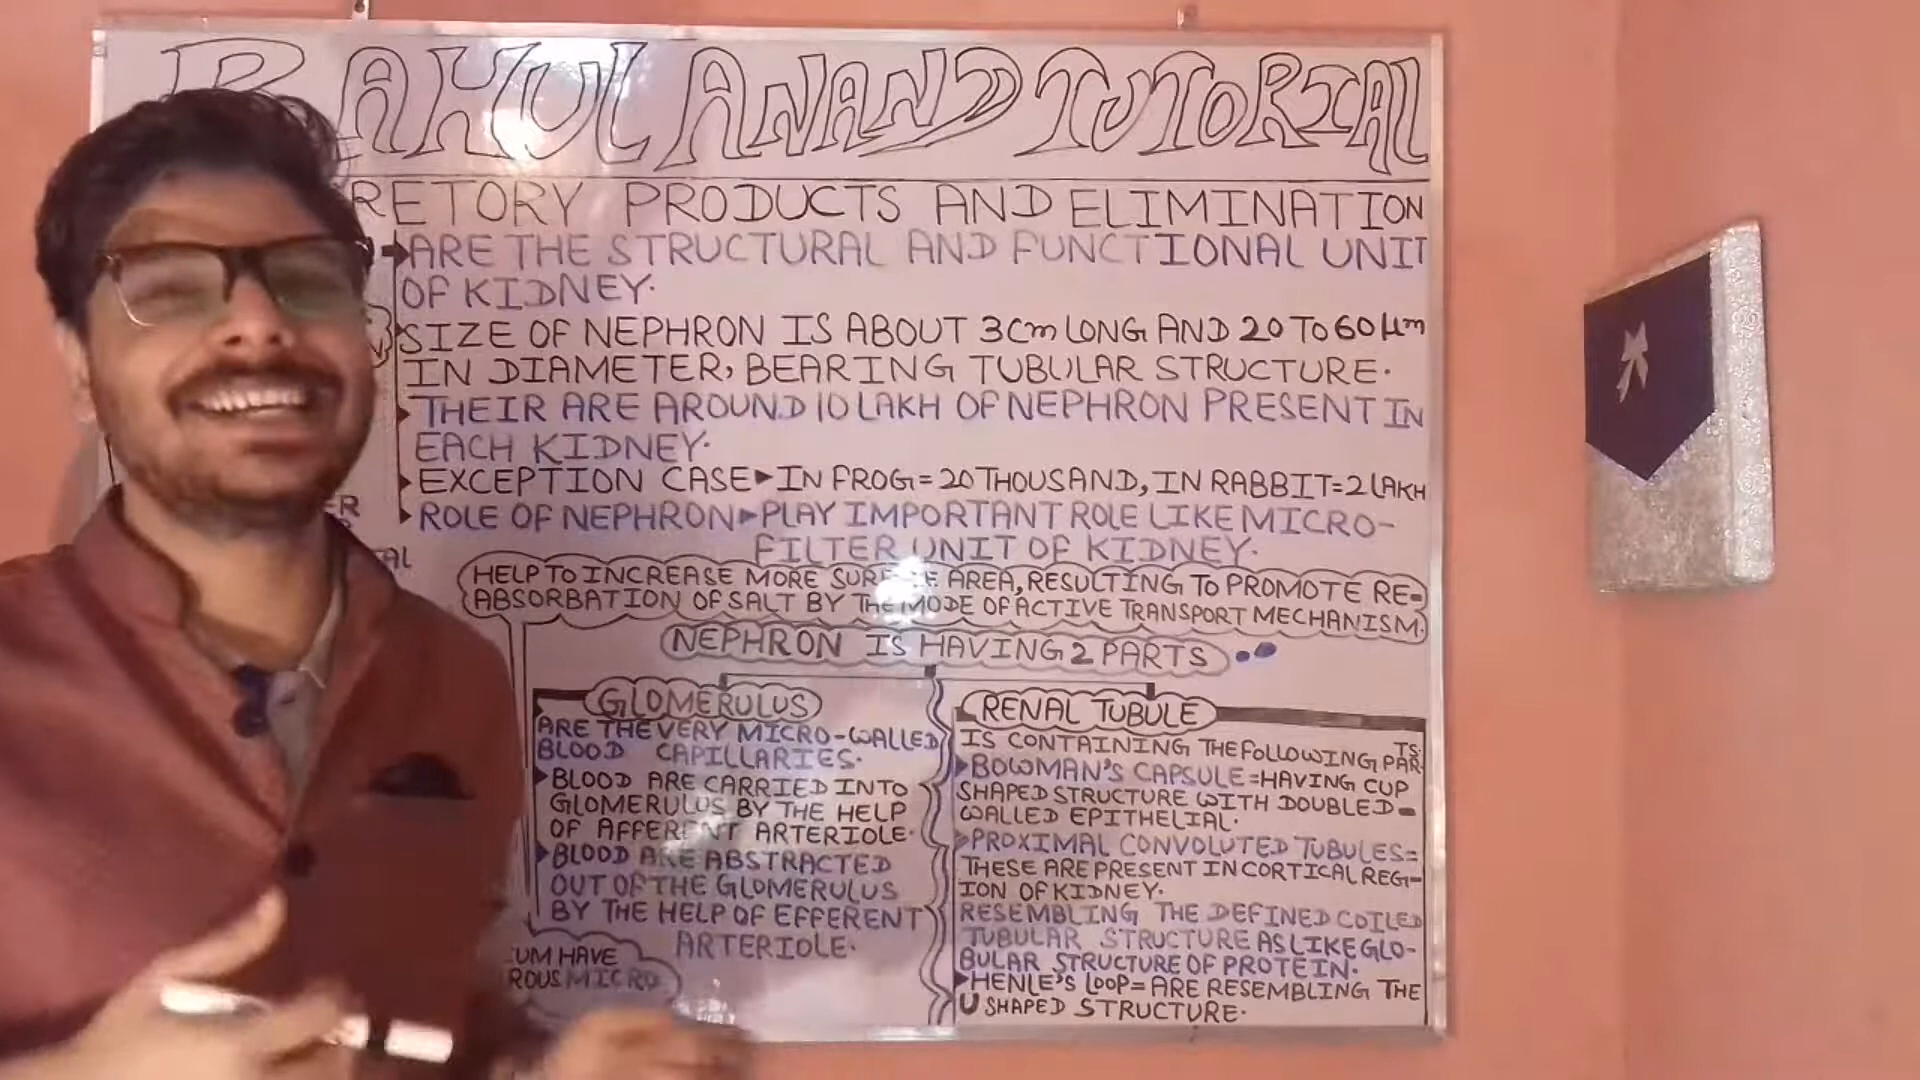 RAHUL ANAND TUTORIAL
RETORY PRODUCTS AND ELIMINATION
ARE THE STRUCTURAL AND FUNCTIONAL UNIT
OF KIDNEY.
SIZE OF NEPHRON IS ABOUT 3cm LONG AND 20 TO 60 μm
IN DIAMETER, BEARING TUBULAR STRUCTURE.
THEIR ARE AROUND 10 LAKH OF NEPHRON PRESENT IN
EACH KIDNEY.
EXCEPTION CASE▶IN FROG=20 THOUSAND, IN RABBIT=2 LAKH
ROLE OF NEPHRON▶PLAY IMPORTANT ROLE LIKE MICRO-
FILTER UNIT OF KIDNEY.
HELP TO INCREASE MORE SURFACE AREA, RESULTING TO PROMOTE RE-
ABSORBATION OF SALT BY THE MODE OF ACTIVE TRANSPORT MECHANISM.
NEPHRON IS HAVING 2 PARTS
GLOMERULUS
ARE THE VERY MICRO-WALLED
BLOOD CAPILLARIES.
BLOOD ARE CARRIED INTO
GLOMERULUS BY THE HELP
OF AFFERENT ARTERIOLE.
BLOOD ARE ABSTRACTED
OUT OF THE GLOMERULUS
BY THE HELP OF EFFERENT
ARTERIOLE.
UM HAVE
ROUS MICRO
RENAL TUBULE
IS CONTAINING THE FOLLOWING PARTS.
BOWMAN'S CAPSULE=HAVING CUP
SHAPED STRUCTURE WITH DOUBLED-
WALLED EPITHELIAL.
PROXIMAL CONVOLUTED TUBULES=
THESE ARE PRESENT IN CORTICAL REG-
ION OF KIDNEY.
RESEMBLING THE DEFINED COILED
TUBULAR STRUCTURE AS LIKE GLO-
BULAR STRUCTURE OF PROTEIN.
HENLE'S LOOP=ARE RESEMBLING THE
U SHAPED STRUCTURE.